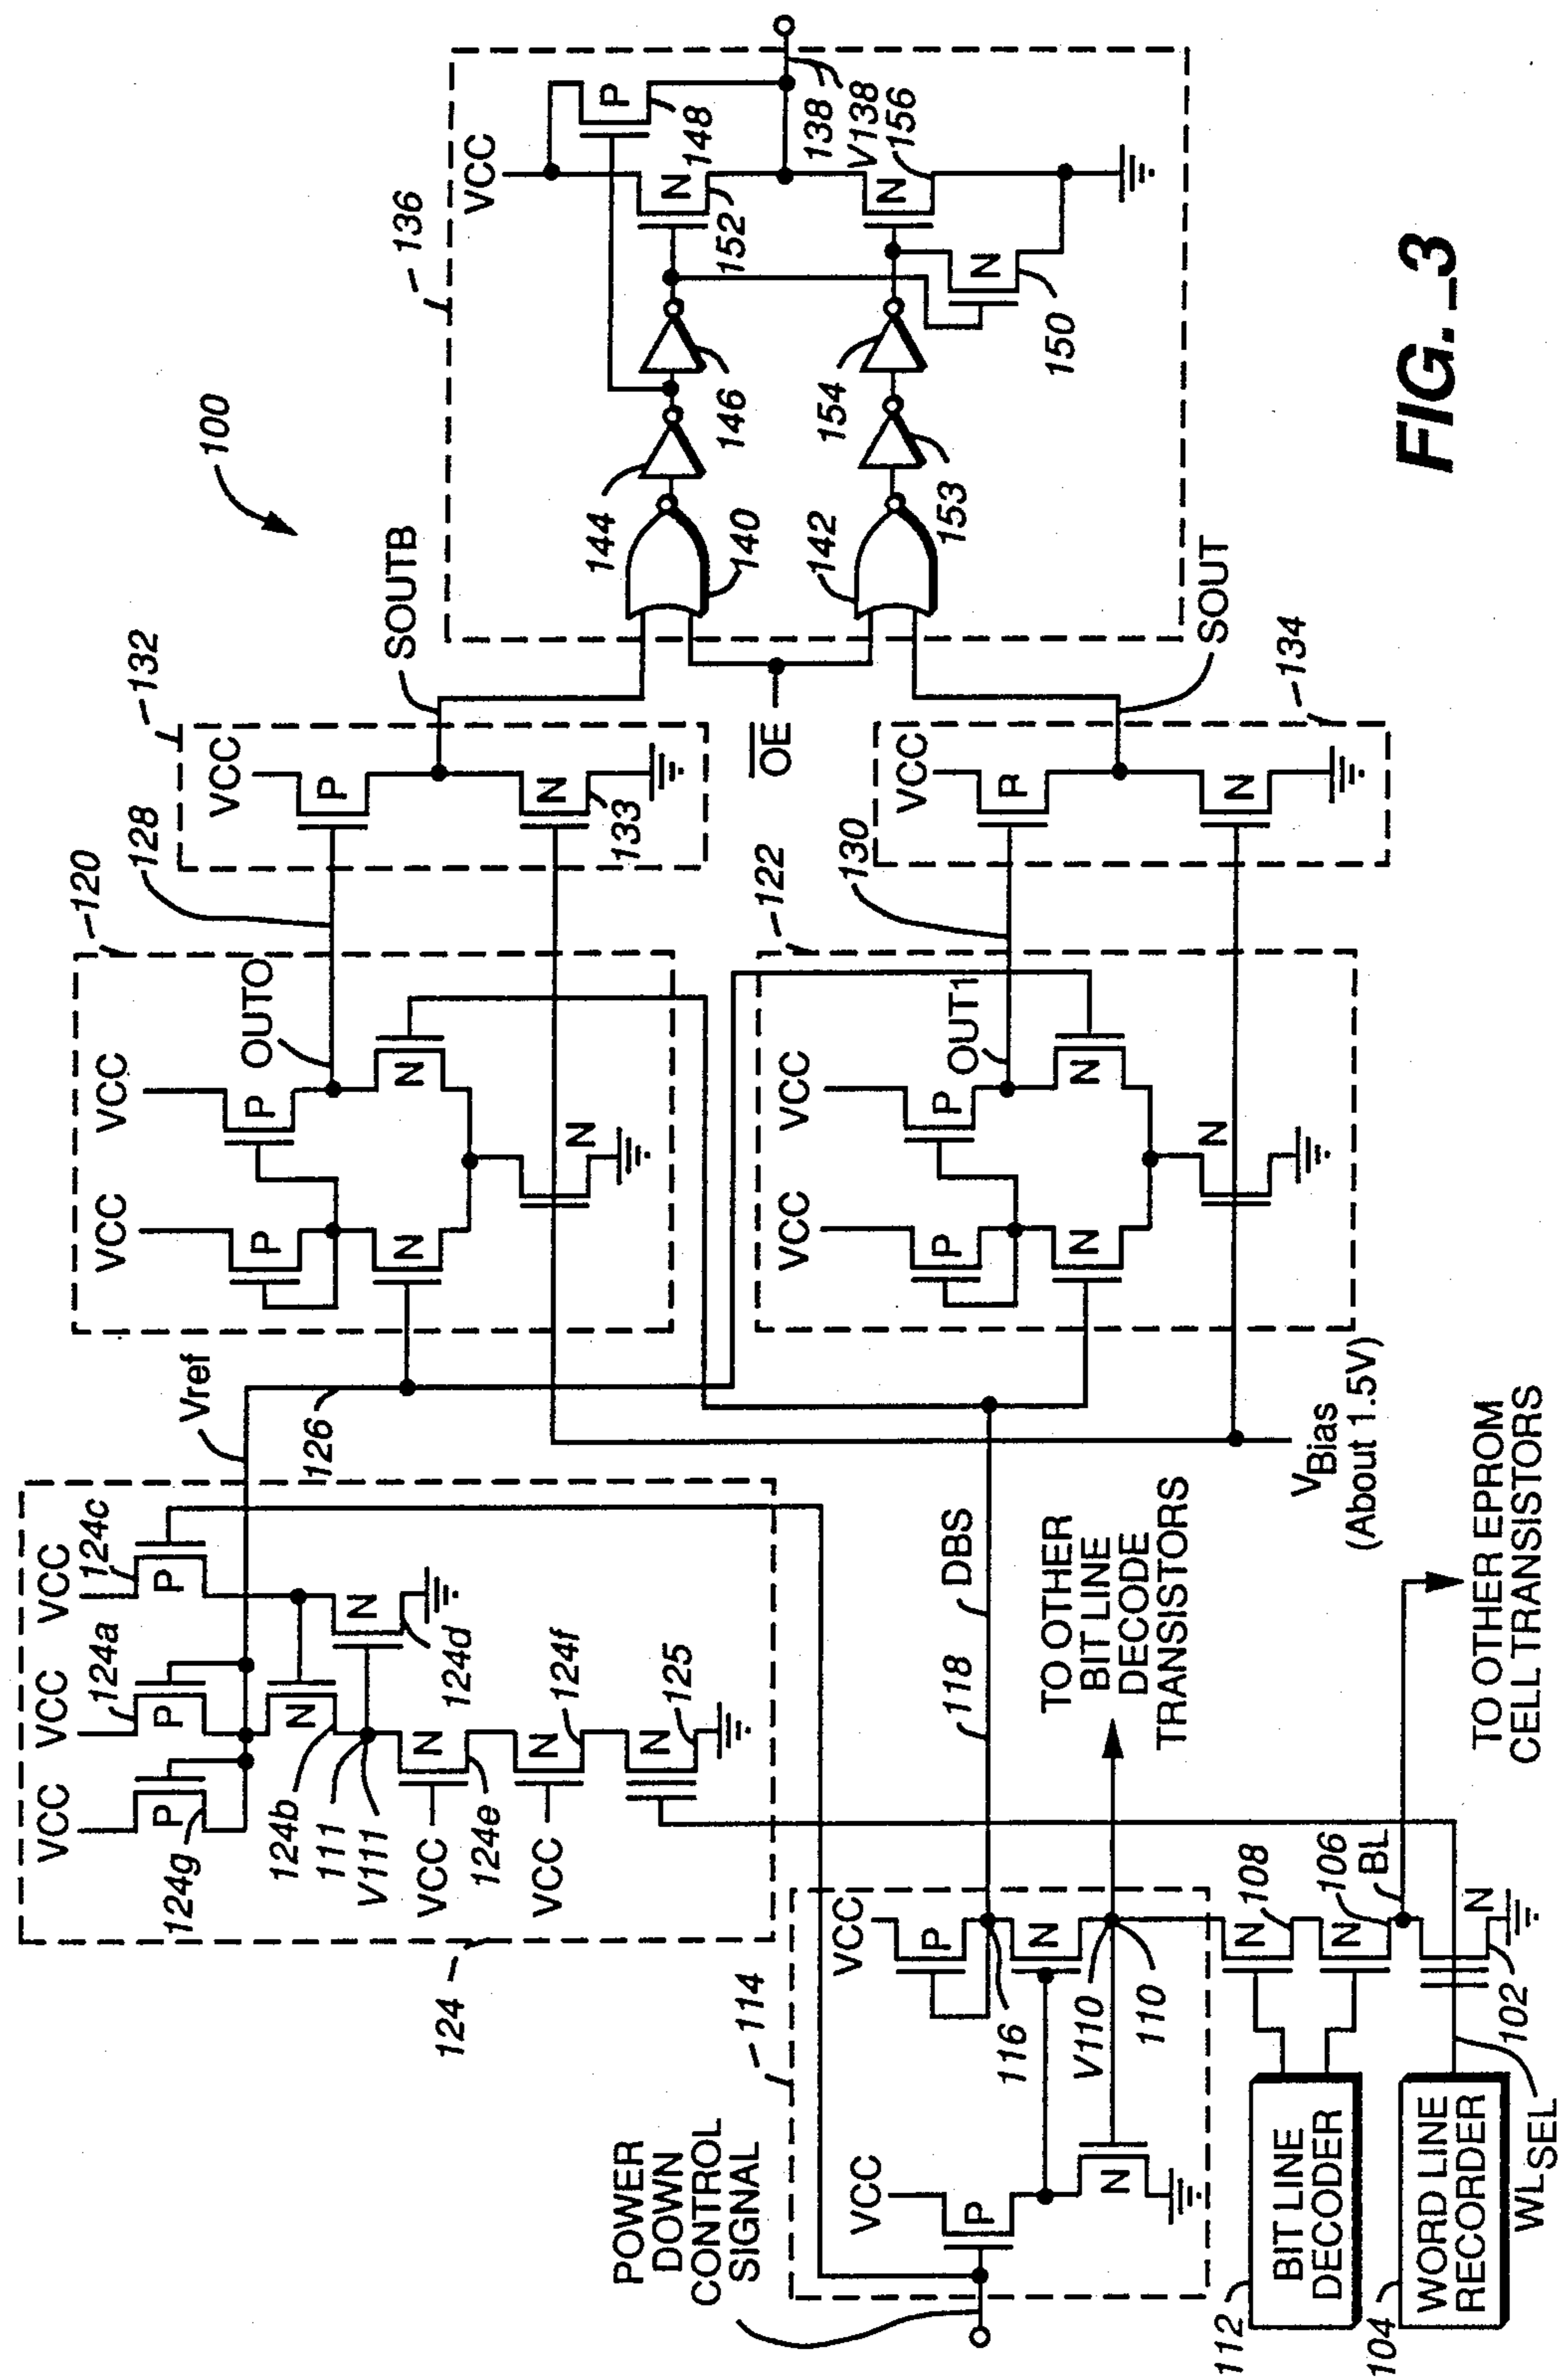 FIG._3
100
136
VCC
P
148
N
152
138
V138
N
156
N
150
144
146
140
142
153
154
SOUTB
OE
SOUT
132
VCC
P
N
133
134
VCC
P
N
128
120
OUT0
VCC
P
VCC
P
N
N
N
130
122
OUT1
VCC
P
VCC
P
N
N
N
Vref
126
VBias
(About 1.5V)
124
VCC
124c
P
VCC
124a
P
VCC
P
124g
N
124b
111
V111
N
124d
N
VCC
124e
N
124f
VCC
N
125
118
DBS
TO OTHER
BIT LINE
DECODE
TRANSISTORS
TO OTHER EPROM
CELL TRANSISTORS
114
VCC
P
N
116
V110
110
VCC
P
N
POWER
DOWN
CONTROL
SIGNAL
N
108
N
106
BL
N
102
112
BIT LINE
DECODER
104
WORD LINE
RECORDER
WLSEL